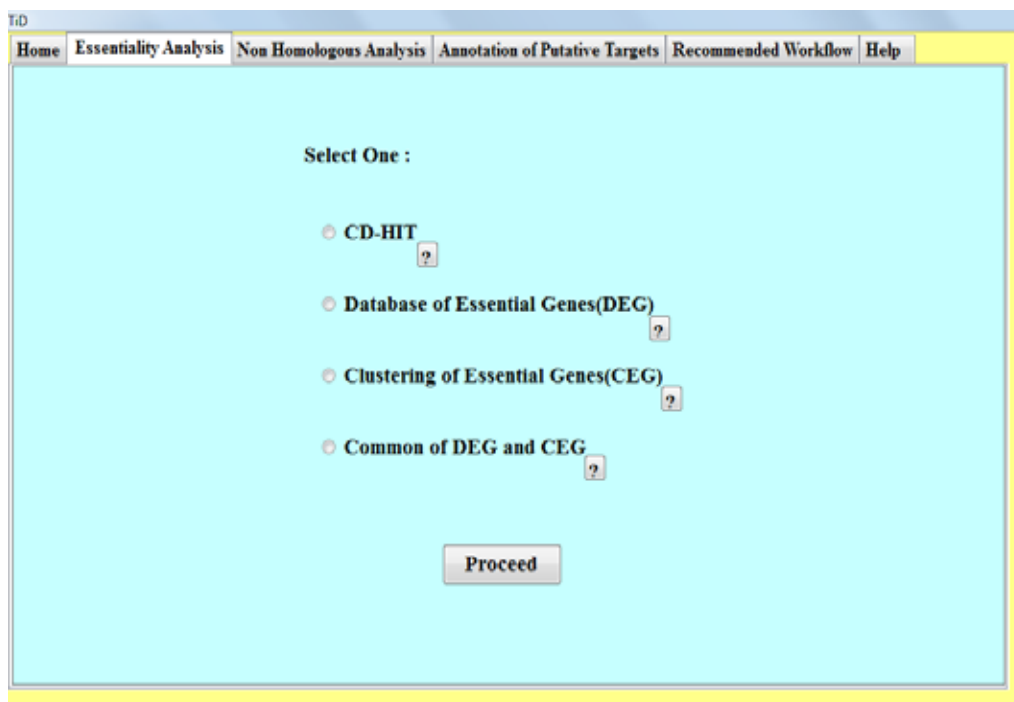 TiD
Home Essentiality Analysis Non Homologous Analysis Annotation of Putative Targets Recommended Workflow Help
Select One :
CD-HIT
?
Database of Essential Genes(DEG)
?
Clustering of Essential Genes(CEG)
?
Common of DEG and CEG
?
Proceed